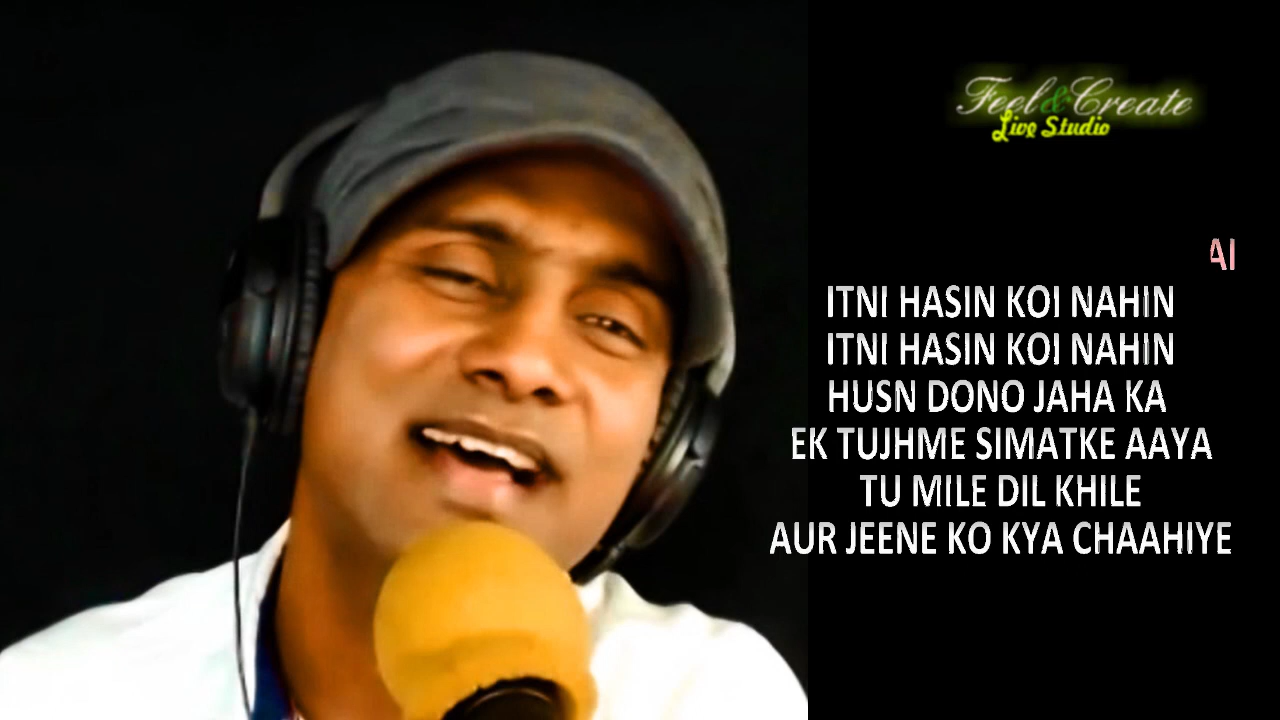 Feel&Create
Live Studio
AI
ITNI HASIN KOI NAHIN
ITNI HASIN KOI NAHIN
HUSN DONO JAHA KA
EK TUJHME SIMATKE AAYA
TU MILE DIL KHILE
AUR JEENE KO KYA CHAAHIYE